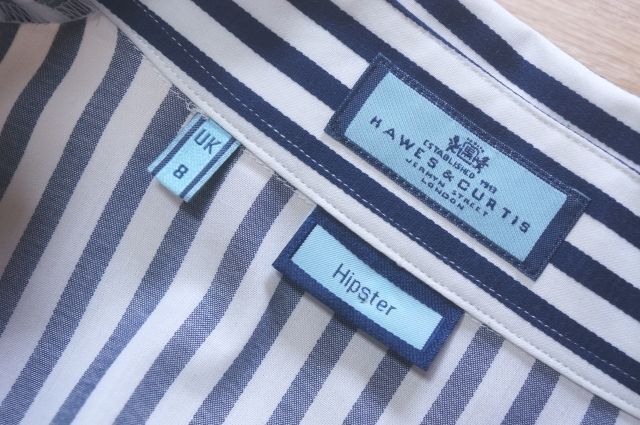 ESTABLISHED 1913
HAWES & CURTIS
JERMYN STREET
LONDON
UK
8
Hipster